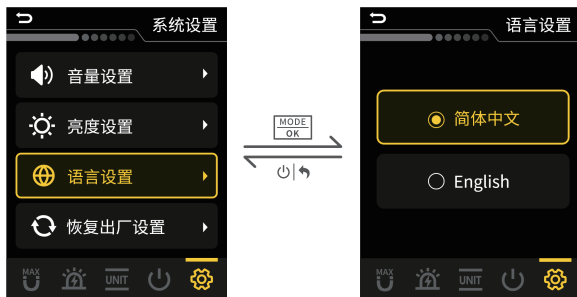 系统设置
音量设置
亮度设置
语言设置
恢复出厂设置
MAX
UNIT
MODE
OK
语言设置
简体中文
English
MAX
UNIT